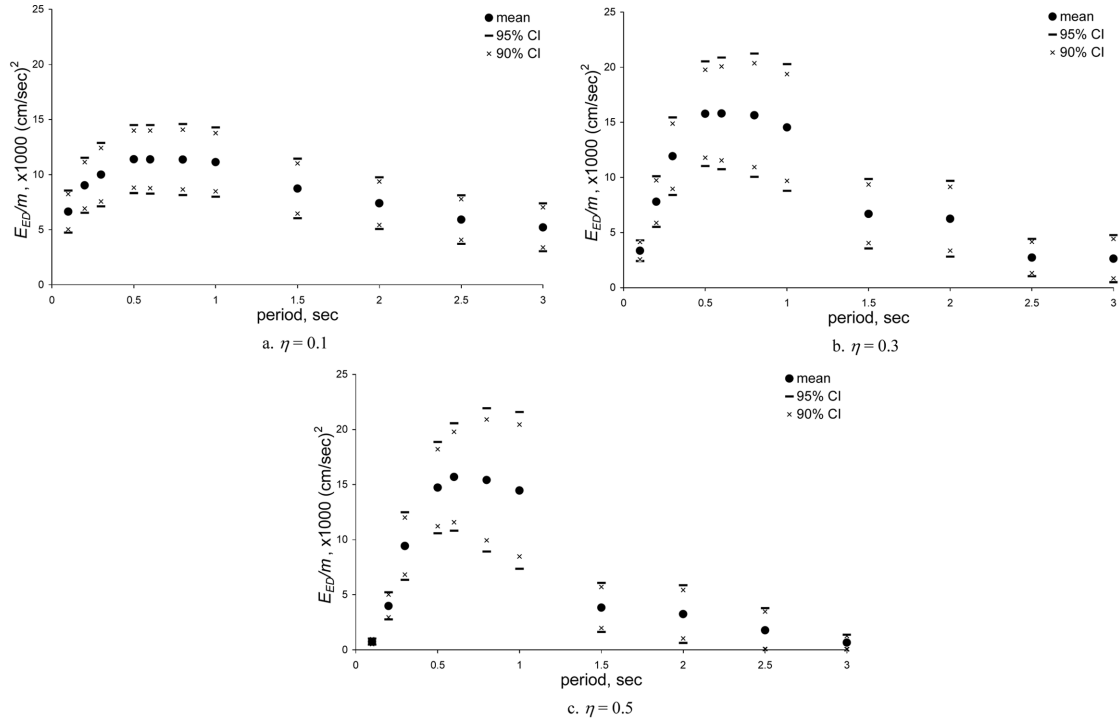 25
20
15
10
5
0
E_ED/m, x1000 (cm/sec)²
0 0.5 1 1.5 2 2.5 3
period, sec
● mean
− 95% CI
× 90% CI
a. η = 0.1
25
20
15
10
5
0
E_ED/m, x1000 (cm/sec)²
0 0.5 1 1.5 2 2.5 3
period, sec
● mean
− 95% CI
× 90% CI
b. η = 0.3
25
20
15
10
5
0
E_ED/m, x1000 (cm/sec)²
0 0.5 1 1.5 2 2.5 3
period, sec
● mean
− 95% CI
× 90% CI
c. η = 0.5